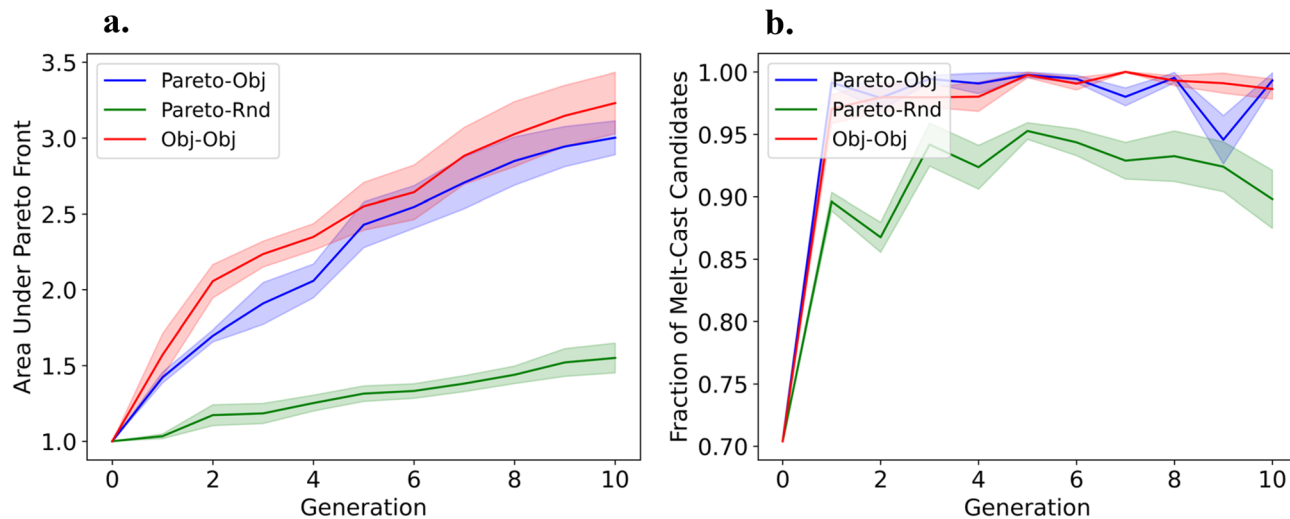 a.
Area Under Pareto Front
3.5
3.0
2.5
2.0
1.5
1.0
Pareto-Obj
Pareto-Rnd
Obj-Obj
0 2 4 6 8 10
Generation
b.
Fraction of Melt-Cast Candidates
1.00
0.95
0.90
0.85
0.80
0.75
0.70
Pareto-Obj
Pareto-Rnd
Obj-Obj
0 2 4 6 8 10
Generation